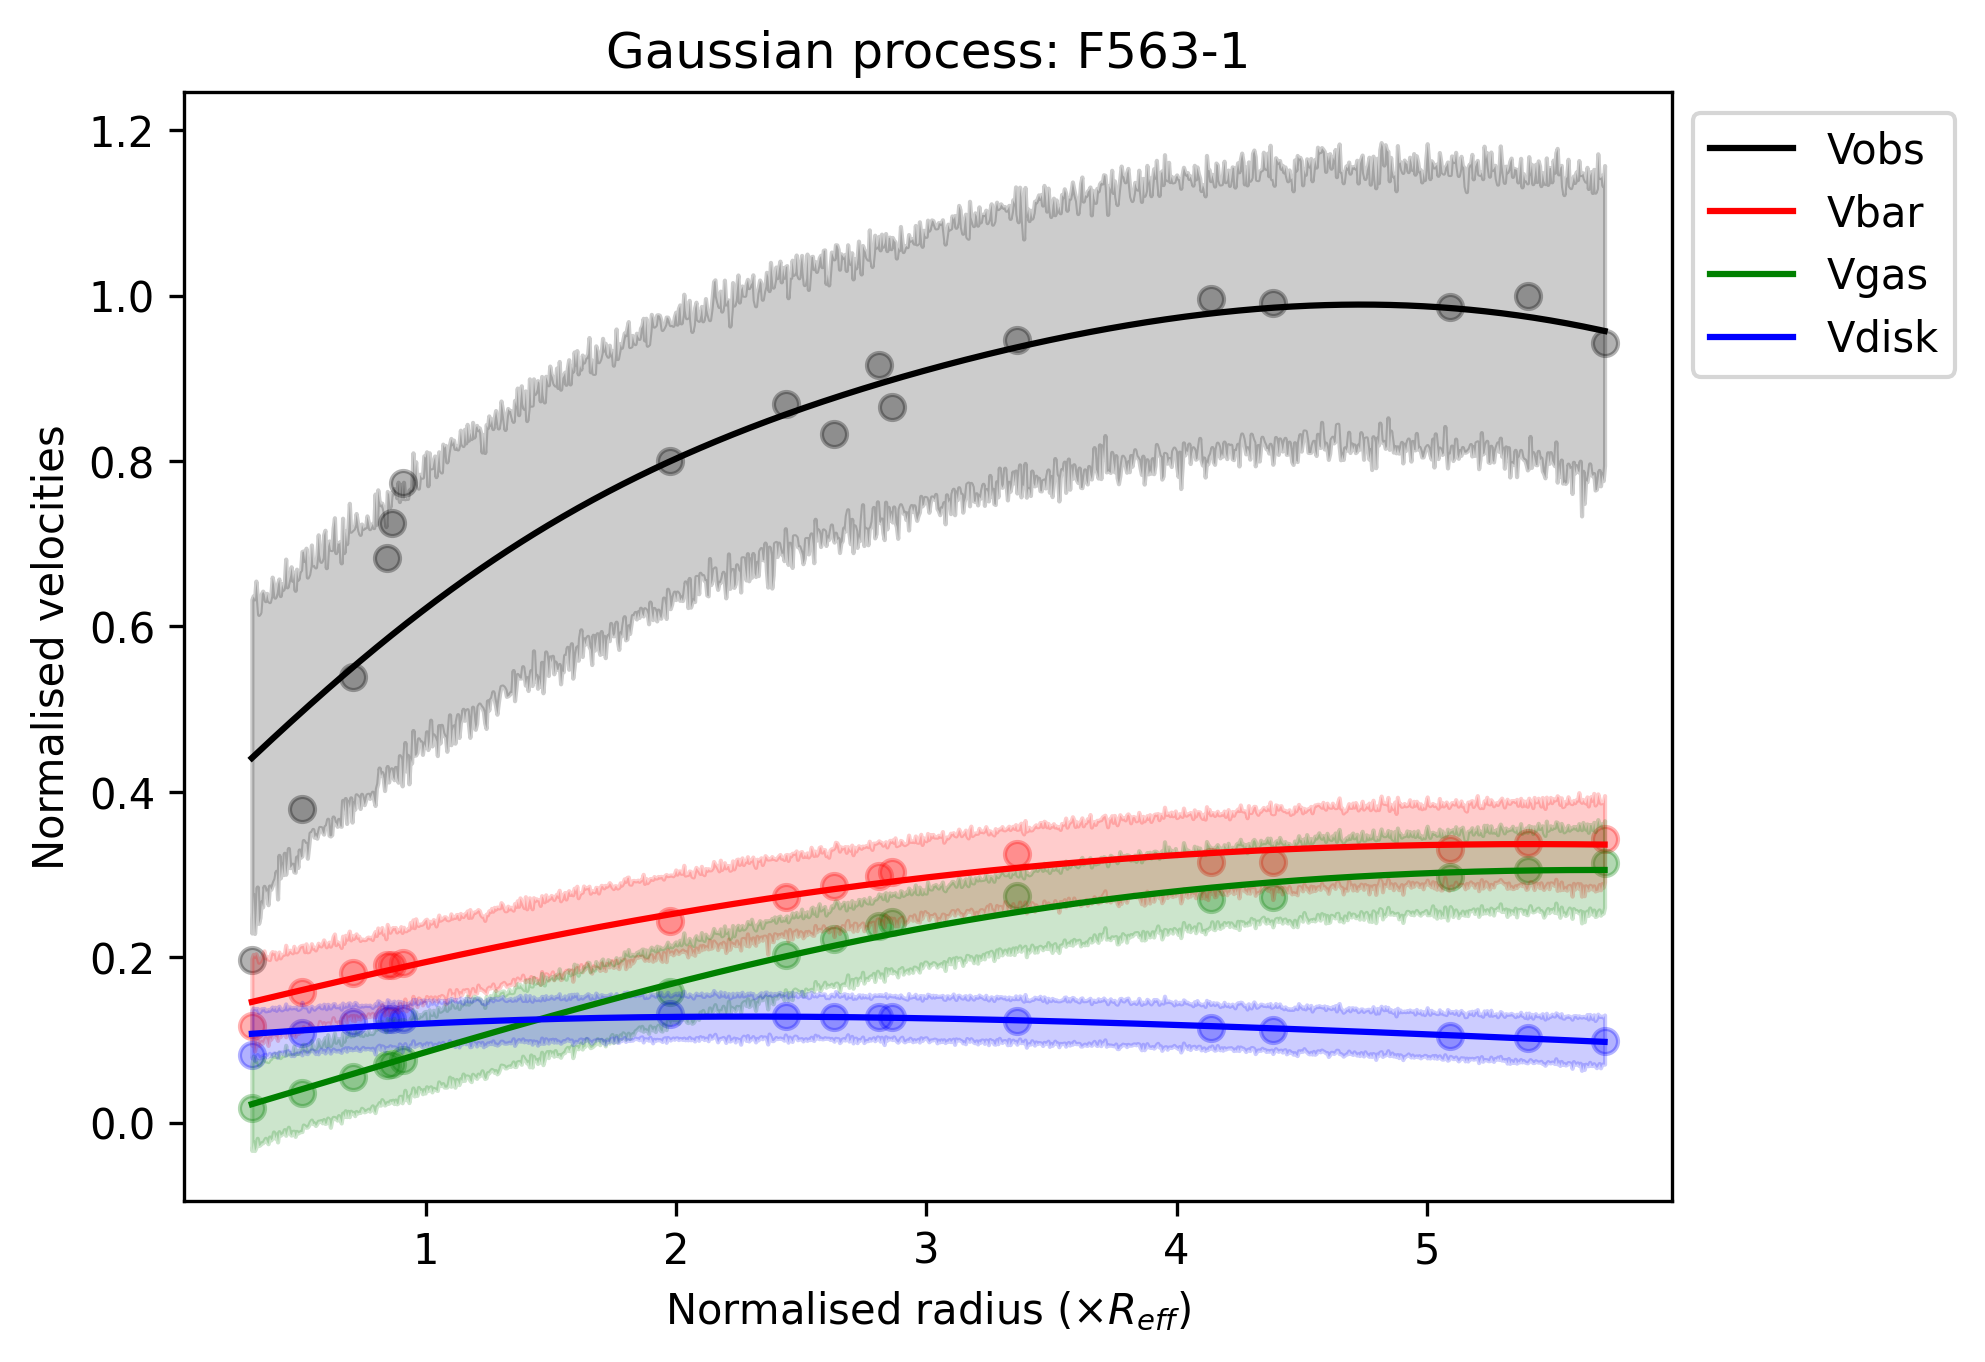 Gaussian process: F563-1
Normalised velocities
1.2
1.0
0.8
0.6
0.4
0.2
0.0
1 2 3 4 5
Normalised radius (×R_eff)
Vobs
Vbar
Vgas
Vdisk